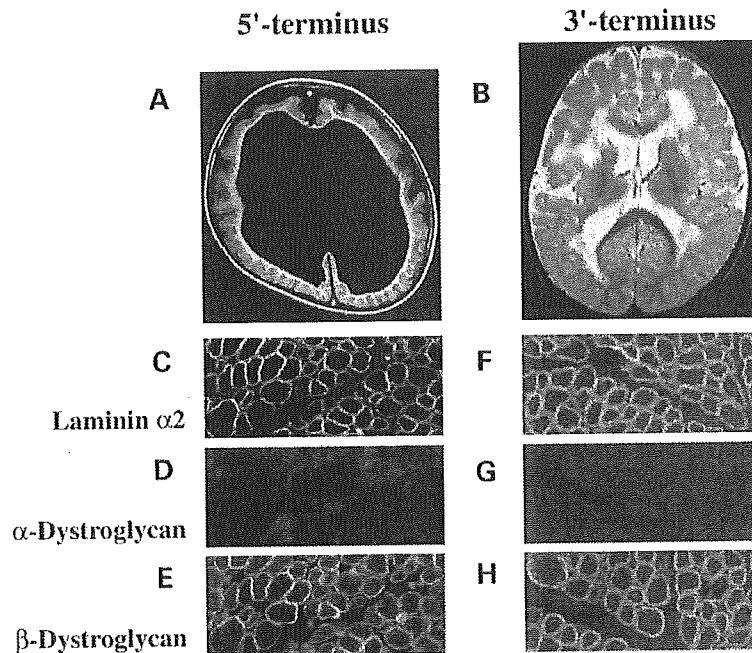 5'-terminus
3'-terminus
A
B
C
F
Laminin α2
D
G
α-Dystroglycan
E
H
β-Dystroglycan